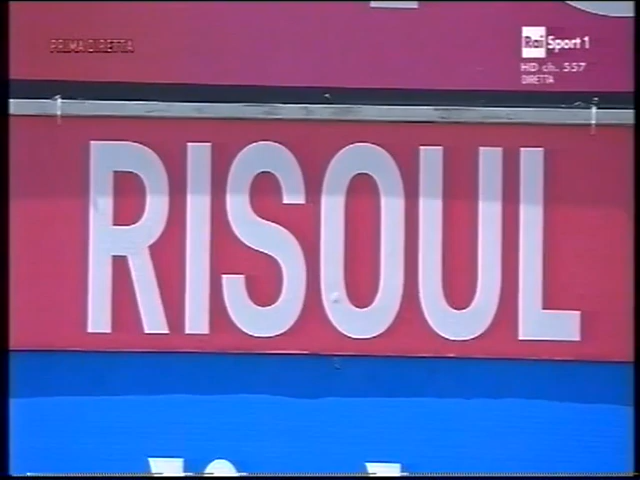 PRIMA DIRETTA
Rai Sport 1
HD ch. 557
DIRETTA
RISOUL